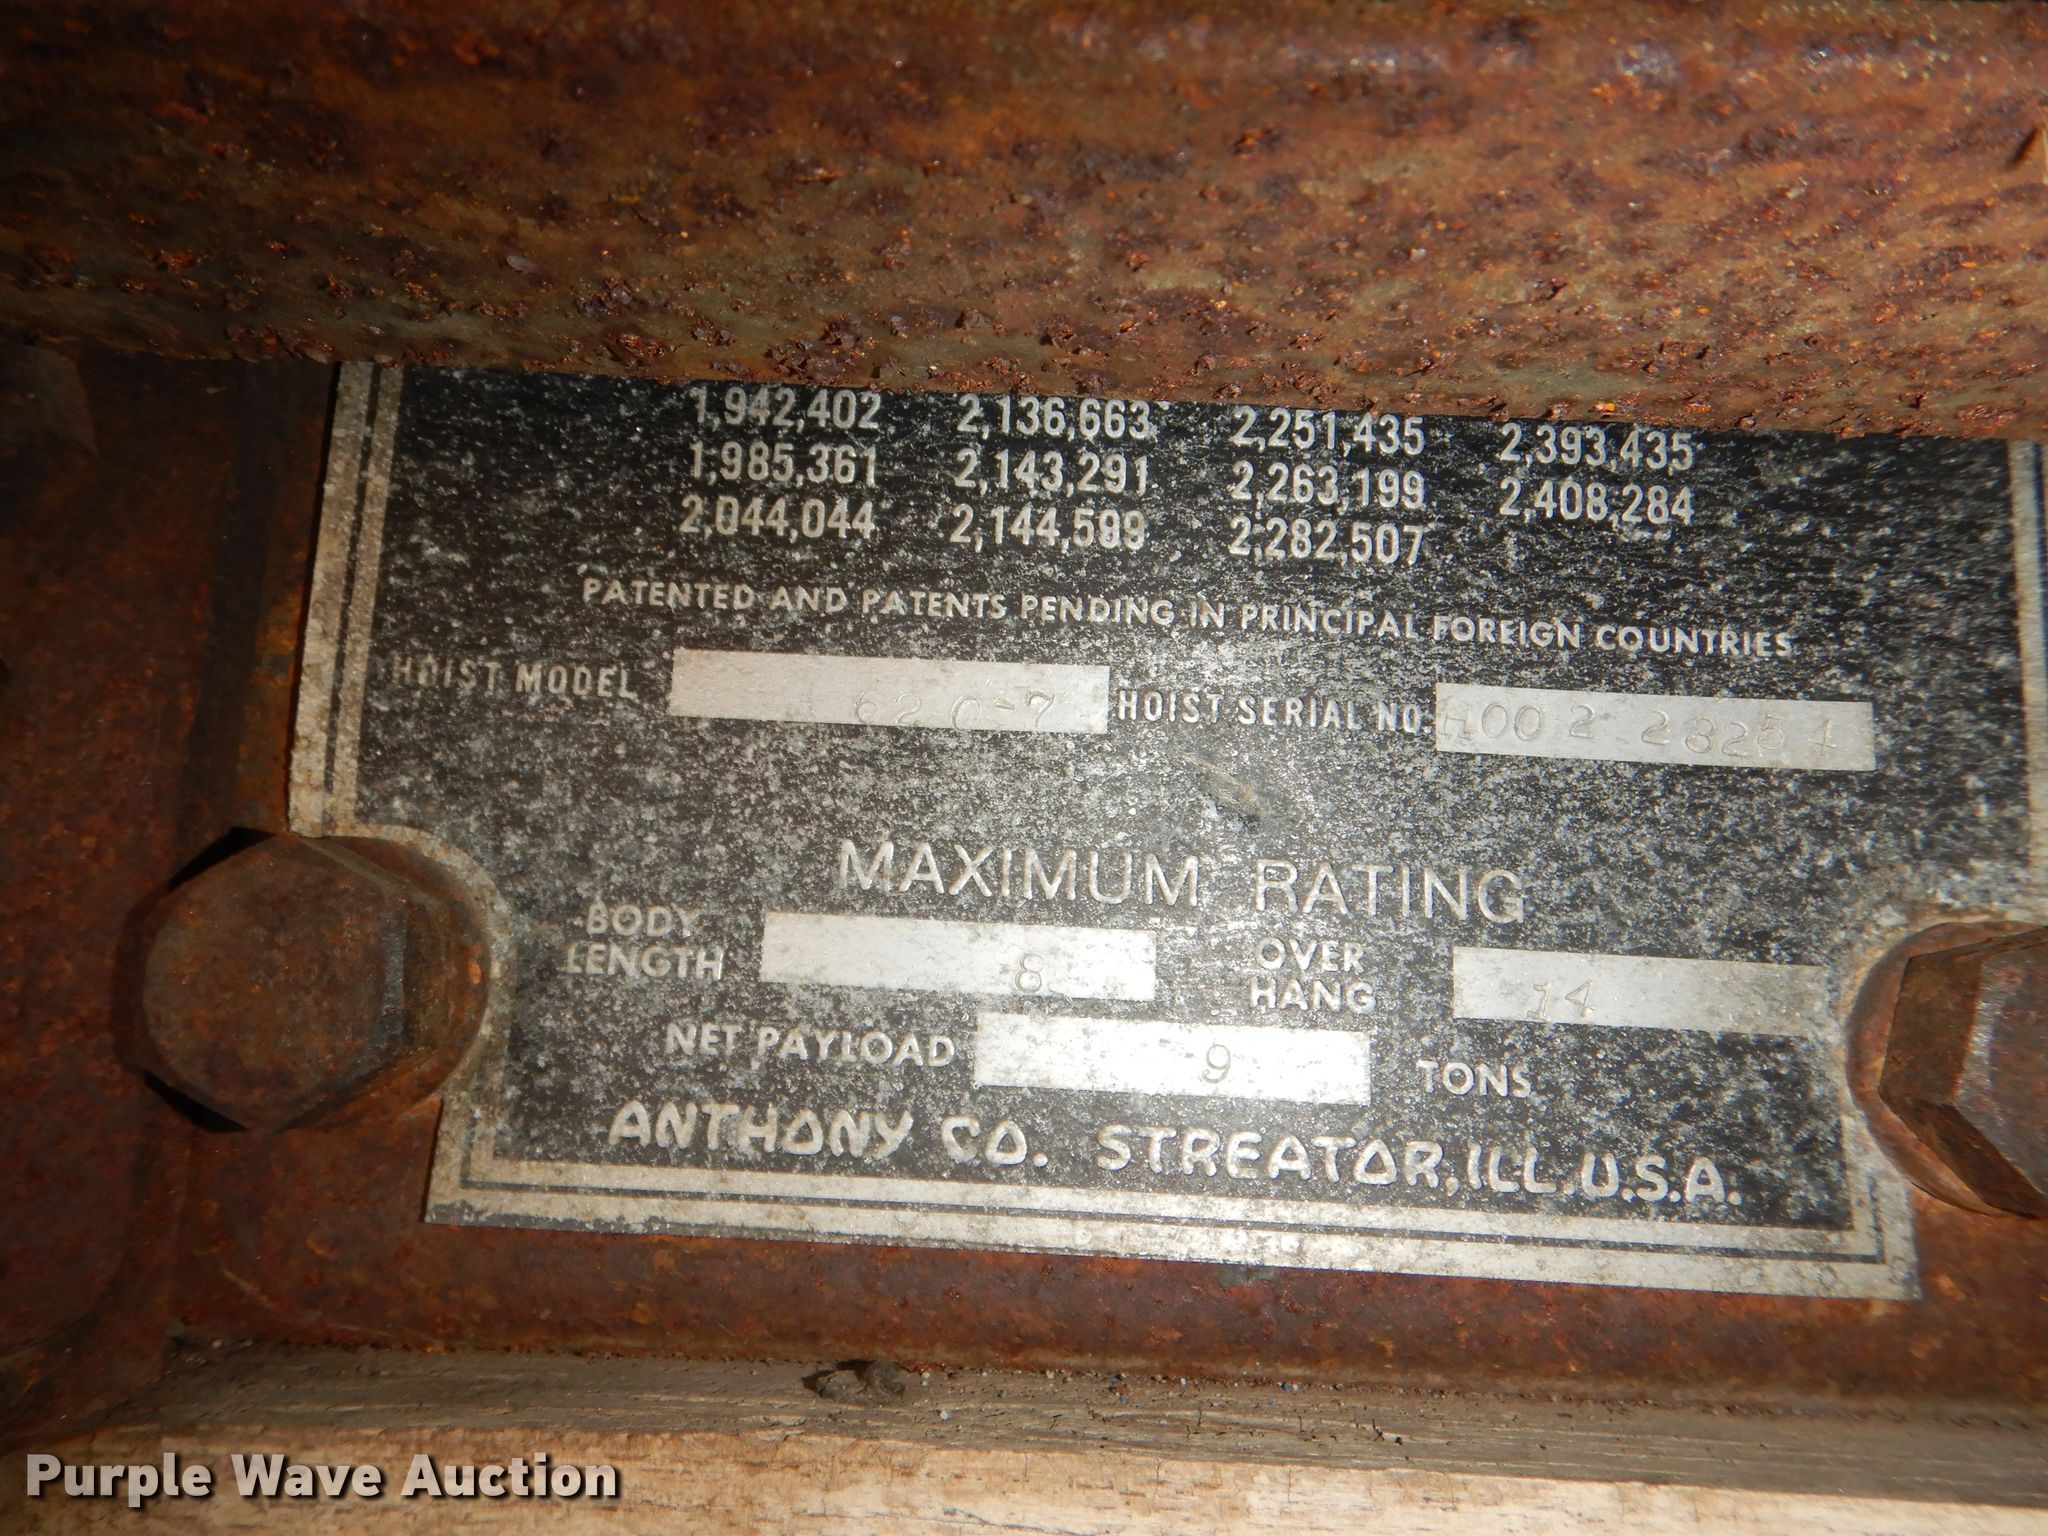 1,942,402 2,136,663 2,251,435 2,393,435
1,985,361 2,143,291 2,263,199 2,408,284
2,044,044 2,144,599 2,282,507
PATENTED AND PATENTS PENDING IN PRINCIPAL FOREIGN COUNTRIES
HOIST MODEL 620-7 HOIST SERIAL NO. H002 23254
MAXIMUM RATING
BODY LENGTH 8 OVER HANG 14
NET PAYLOAD 9 TONS
ANTHONY CO. STREATOR, ILL. U.S.A.
Purple Wave Auction